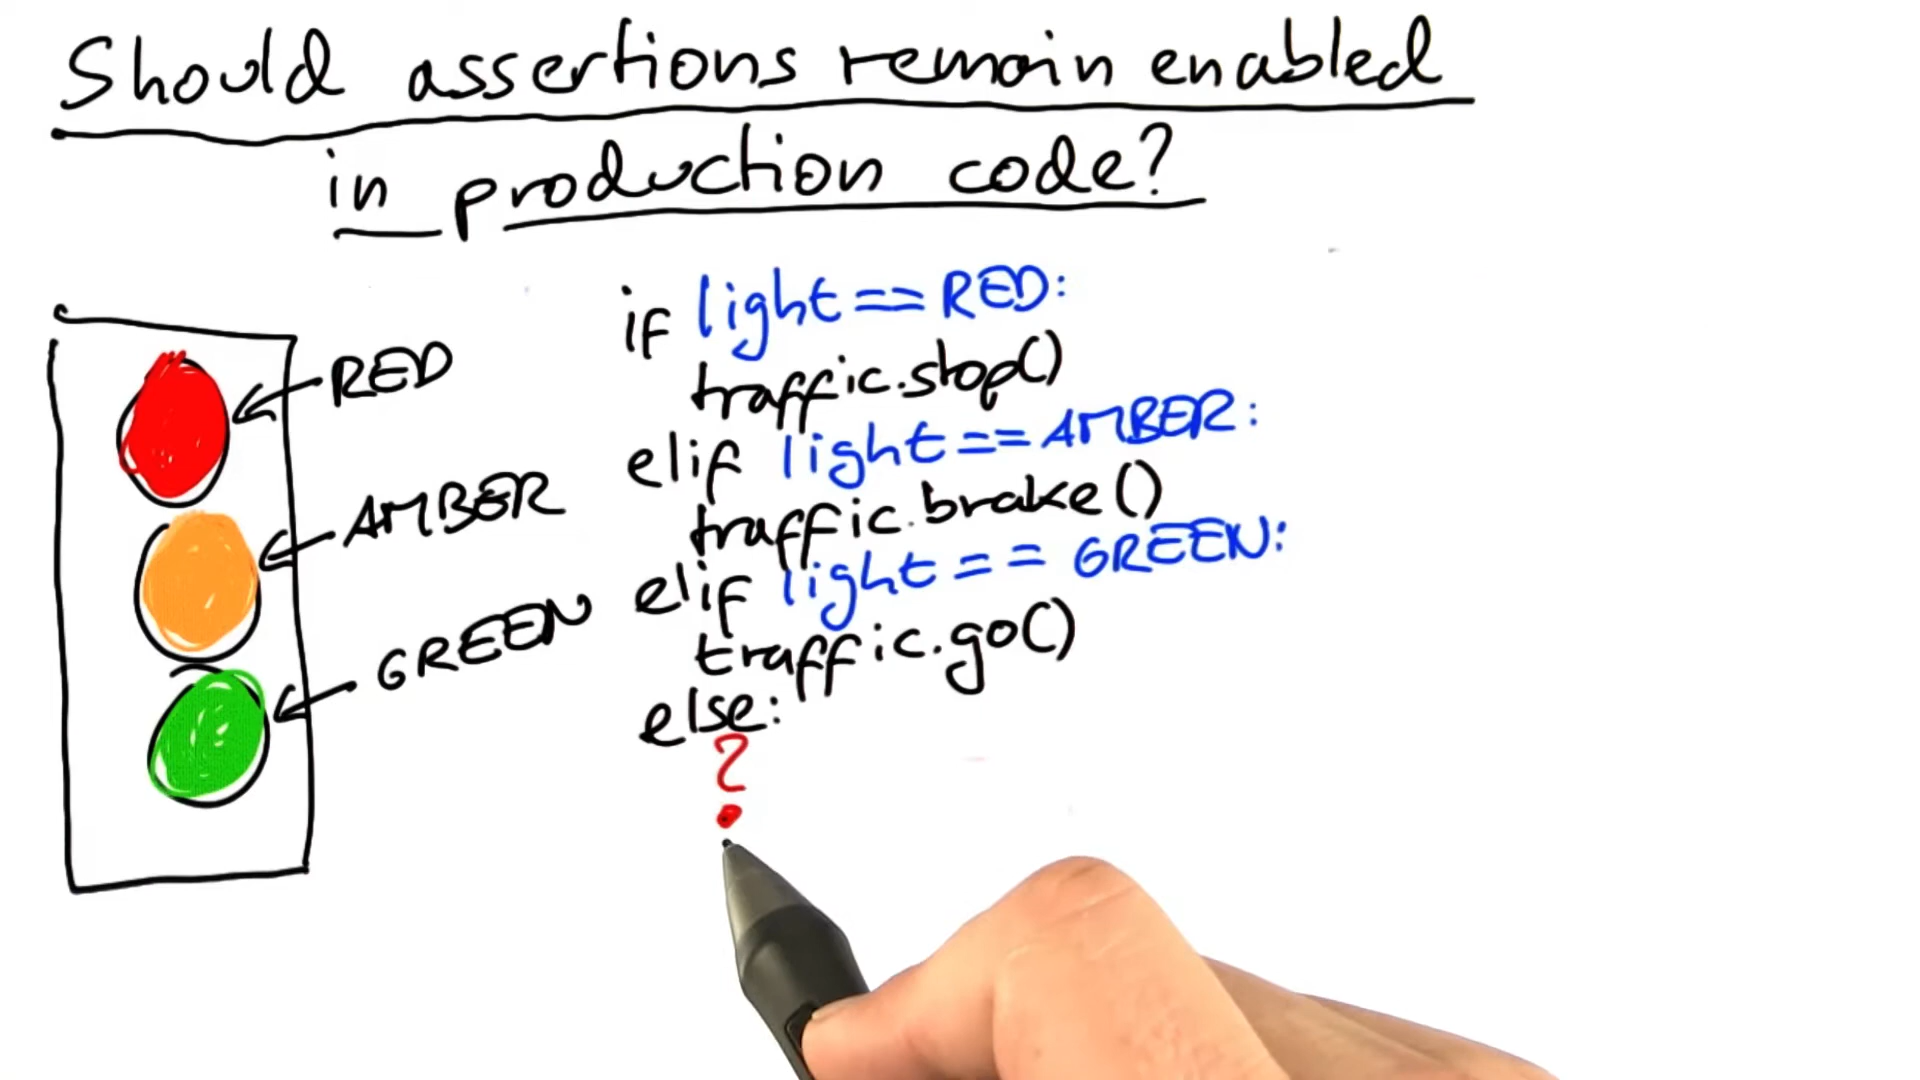 Should assertions remain enabled
in production code?
if light == RED:
traffic.stop()
elif light == AMBER:
traffic.brake()
elif light == GREEN:
traffic.go()
else:
?
RED
AMBER
GREEN